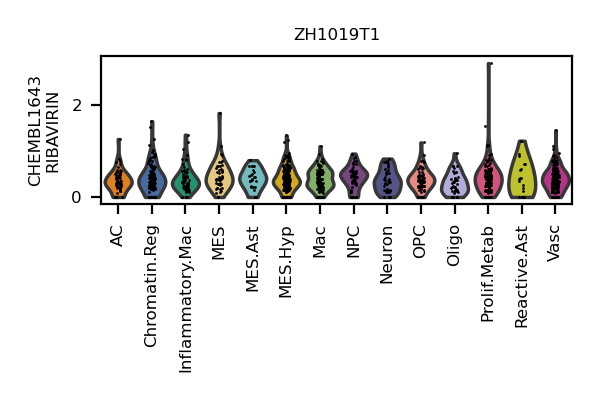 ZH1019T1
CHEMBL1643
RIBAVIRIN
2
0
AC
Chromatin.Reg
Inflammatory.Mac
MES
MES.Ast
MES.Hyp
Mac
NPC
Neuron
OPC
Oligo
Prolif.Metab
Reactive.Ast
Vasc